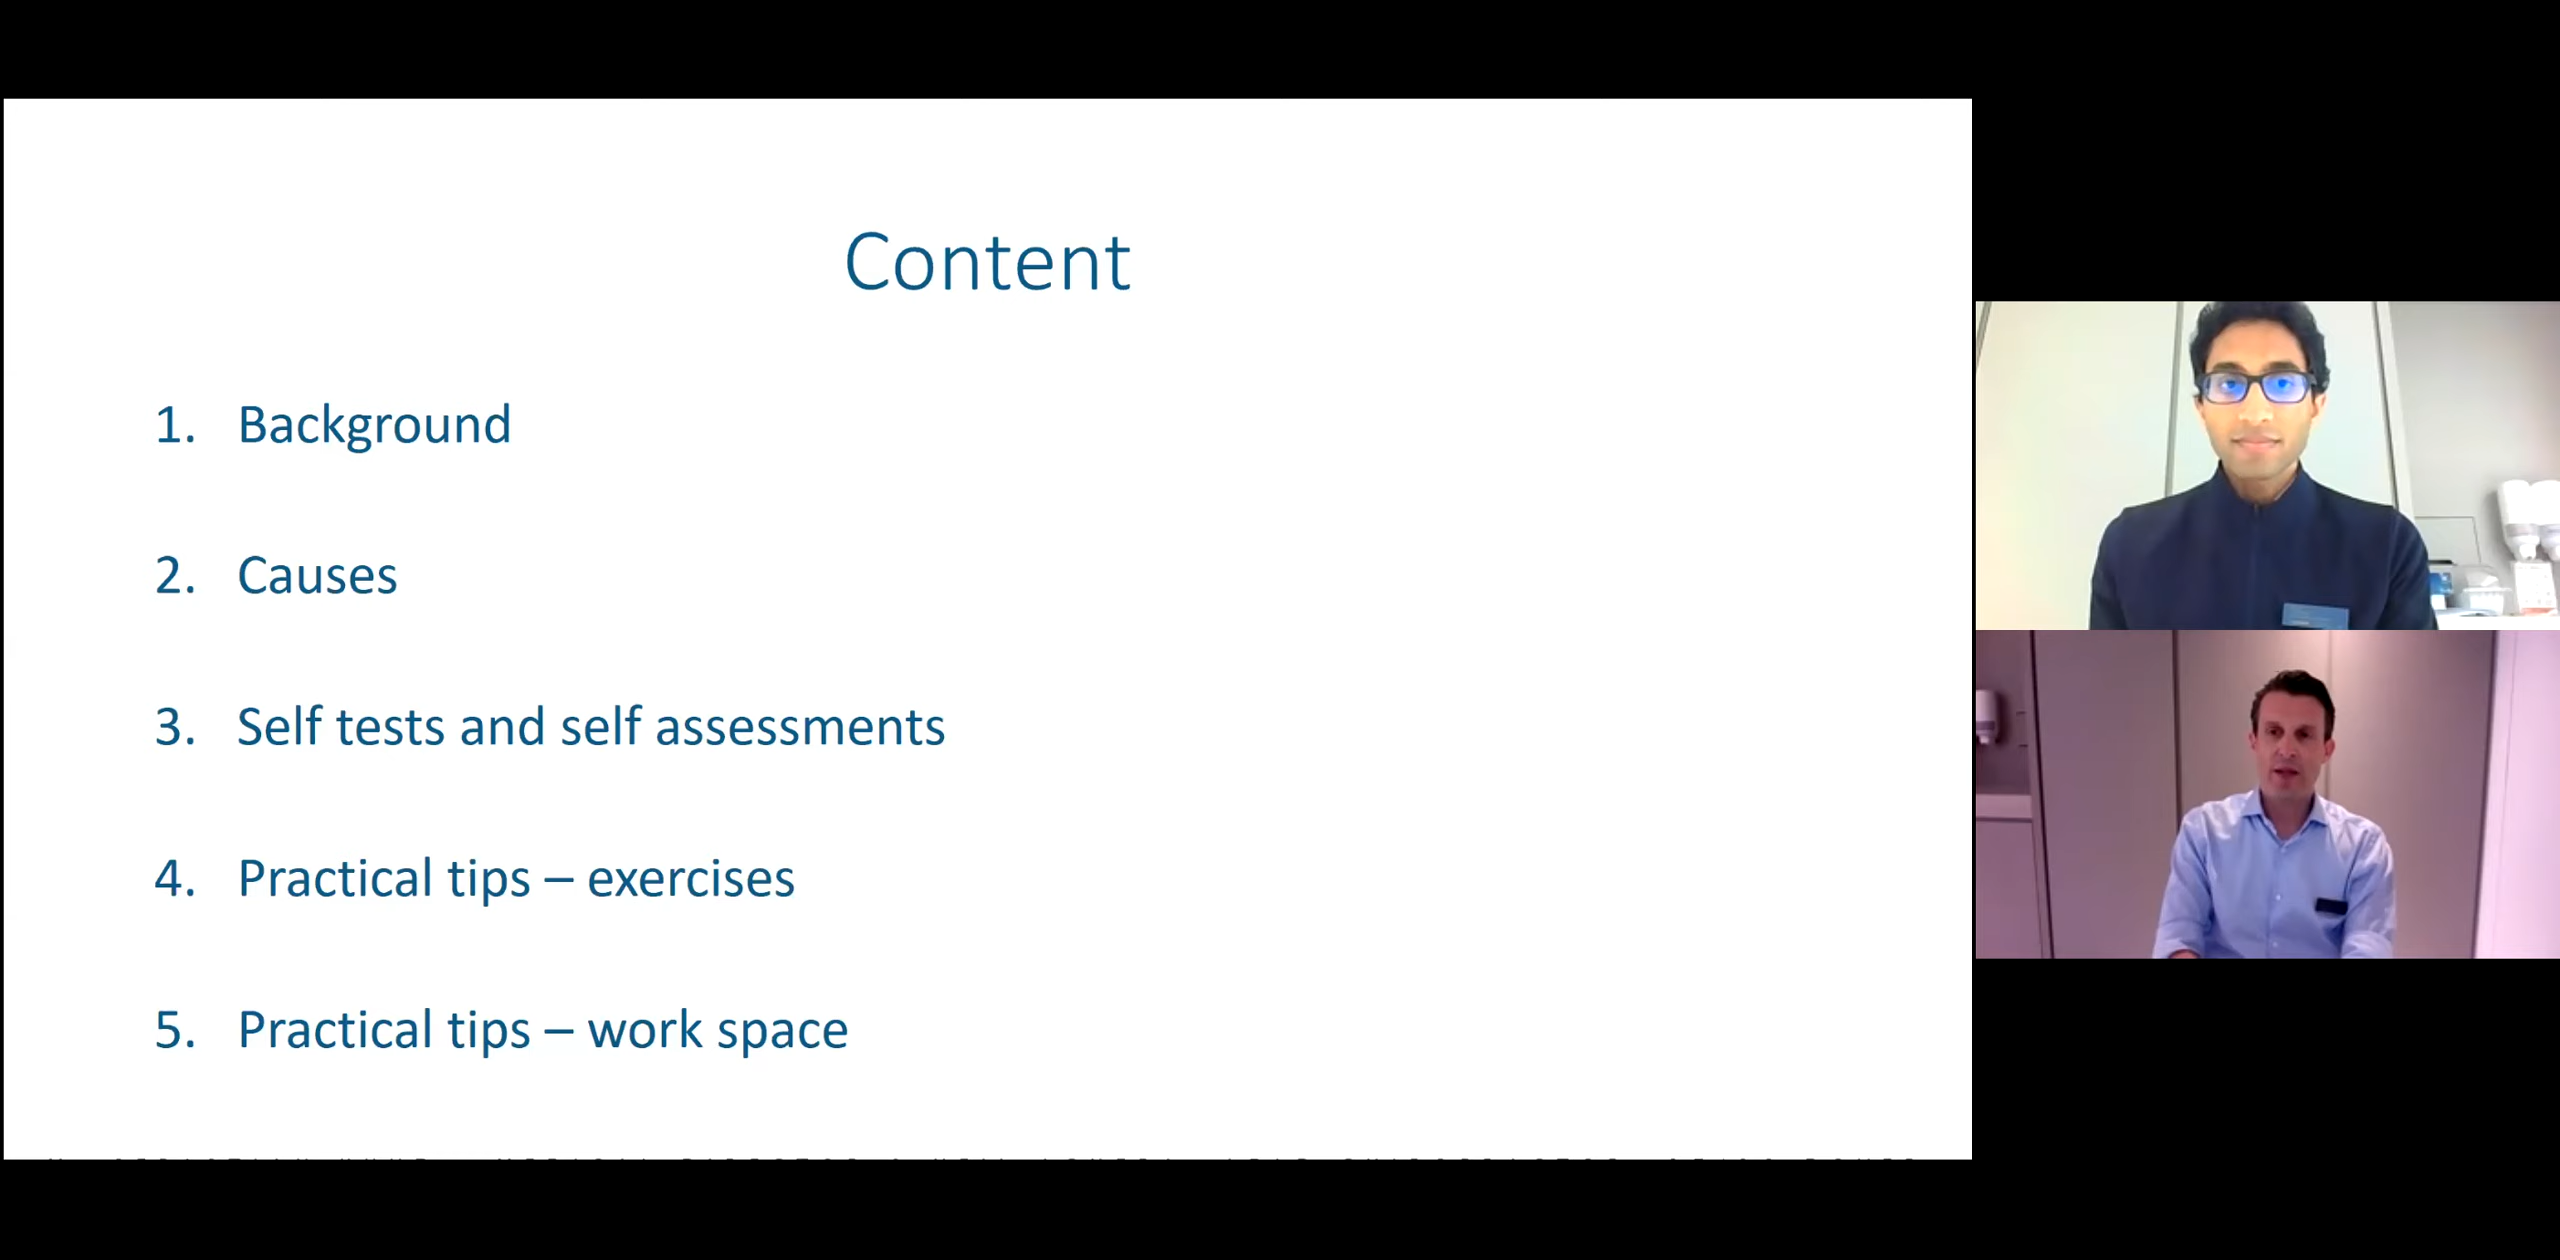 Content
1. Background
2. Causes
3. Self tests and self assessments
4. Practical tips – exercises
5. Practical tips – work space